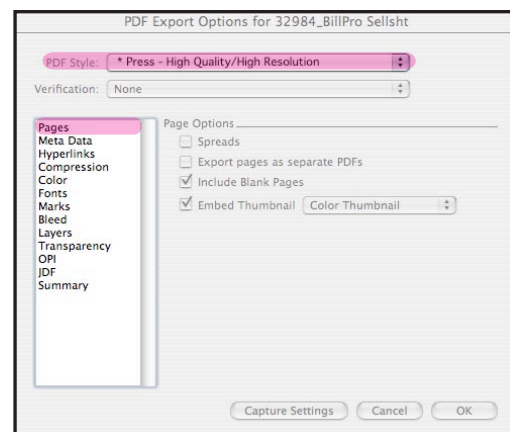 PDF Export Options for 32984_BillPro Sellsht
PDF Style: * Press - High Quality/High Resolution
Verification: None
Pages
Meta Data
Hyperlinks
Compression
Color
Fonts
Marks
Bleed
Layers
Transparency
OPI
JDF
Summary
Page Options
Spreads
Export pages as separate PDFs
Include Blank Pages
Embed Thumbnail Color Thumbnail
Capture Settings Cancel OK